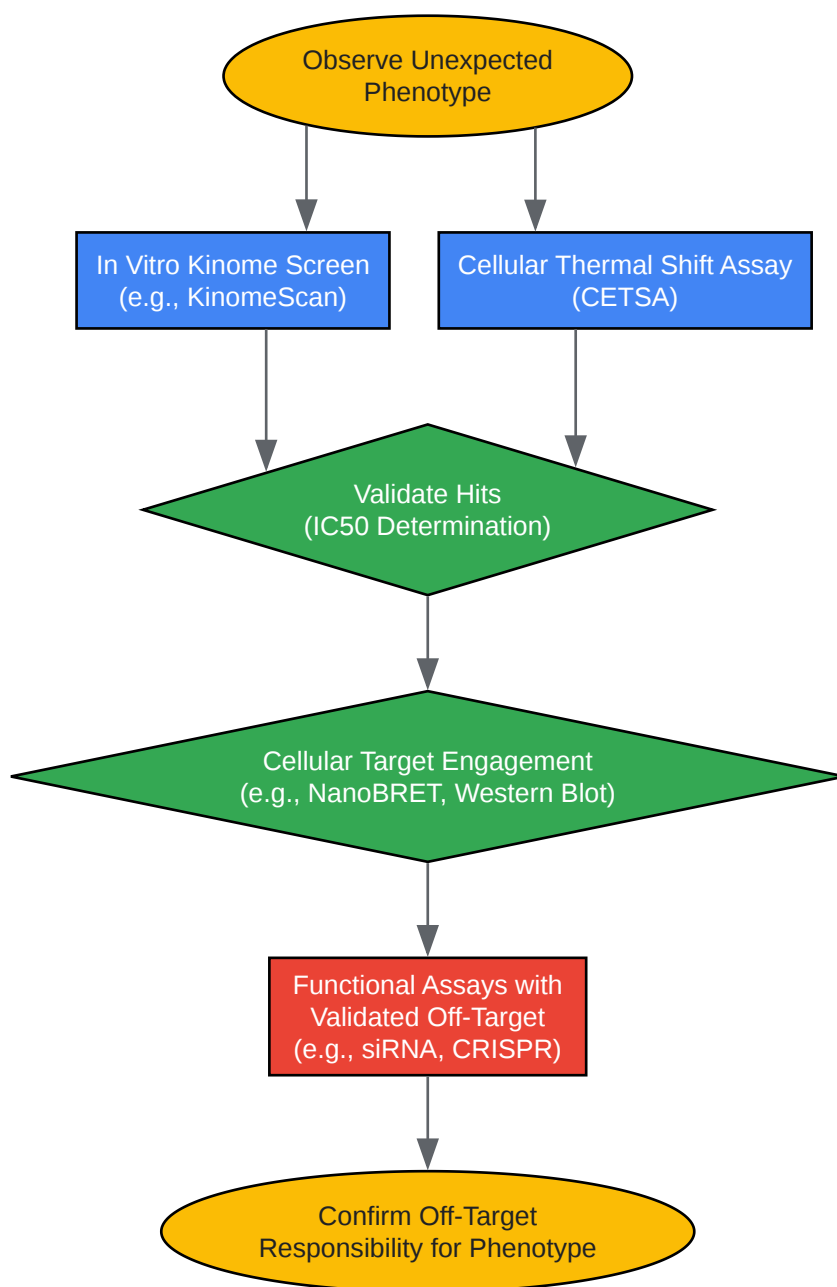 Observe Unexpected
Phenotype
In Vitro Kinome Screen
(e.g., KinomeScan)
Cellular Thermal Shift Assay
(CETSA)
Validate Hits
(IC50 Determination)
Cellular Target Engagement
(e.g., NanoBRET, Western Blot)
Functional Assays with
Validated Off-Target
(e.g., siRNA, CRISPR)
Confirm Off-Target
Responsibility for Phenotype